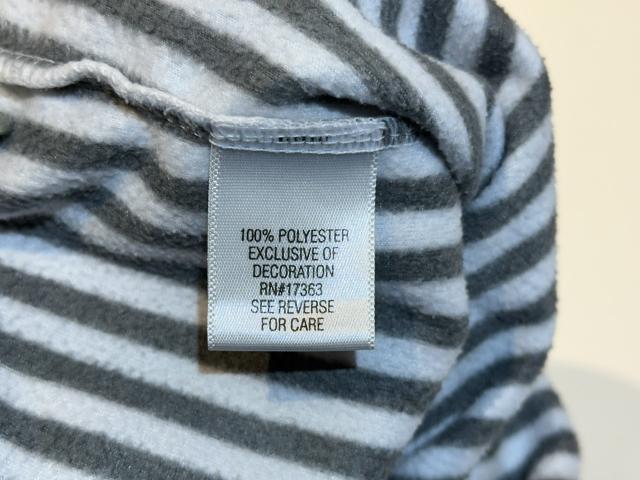 100% POLYESTER
EXCLUSIVE OF
DECORATION
RN#17363
SEE REVERSE
FOR CARE